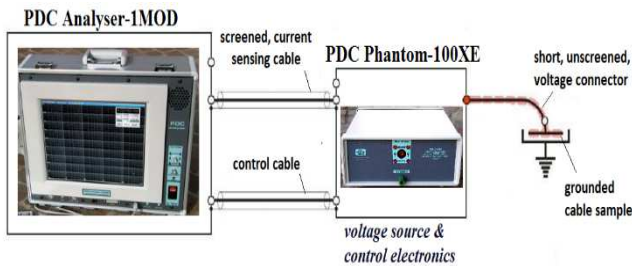 PDC Analyser-1MOD
screened, current
sensing cable
PDC Phantom-100XE
short, unscreened,
voltage connector
control cable
grounded
cable sample
voltage source &
control electronics
PDC